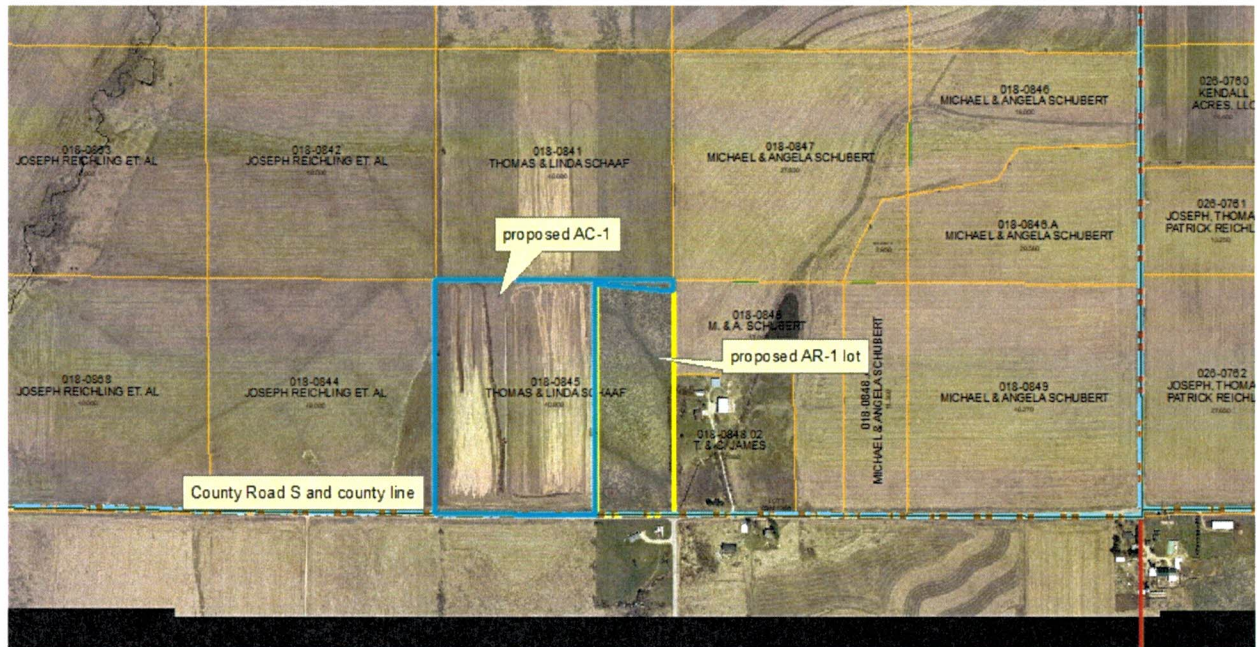 018-0846
MICHAEL & ANGELA SCHUBERT
026-0760
KENDALL
ACRES, LLC
JOSEPH REICHLING ET. AL
018-0842
JOSEPH REICHLING ET. AL
018-0841
THOMAS & LINDA SCHAAF
018-0847
MICHAEL & ANGELA SCHUBERT
026-0761
JOSEPH, THOMA
PATRICK REICHL
018-0846.A
MICHAEL & ANGELA SCHUBERT
proposed AC-1
018-0848
M. & A. SCHUBERT
proposed AR-1 lot
JOSEPH REICHLING ET. AL
018-0844
JOSEPH REICHLING ET. AL
018-0845
THOMAS & LINDA SCHAAF
MICHAEL & ANGELA SCHUBERT
018-0849
MICHAEL & ANGELA SCHUBERT
026-0762
JOSEPH, THOMA
PATRICK REICHL
018-0848.02
T. & C. JAMES
County Road S and county line